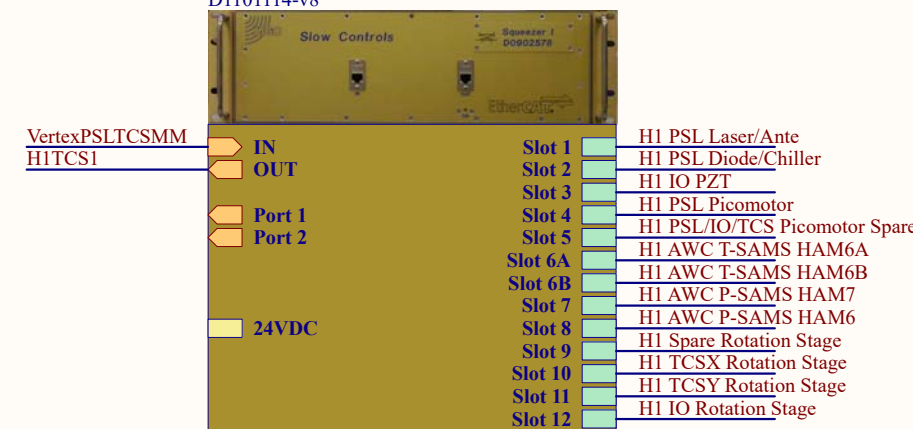 D1101114-v8
Slow Controls
Squeezer 1
D0902578
EtherCAT
VertexPSLTCSMM
IN
H1TCS1
OUT
Port 1
Port 2
24VDC
Slot 1 H1 PSL Laser/Ante
Slot 2 H1 PSL Diode/Chiller
Slot 3 H1 IO PZT
Slot 4 H1 PSL Picomotor
Slot 5 H1 PSL/IO/TCS Picomotor Spare
Slot 6A H1 AWC T-SAMS HAM6A
Slot 6B H1 AWC T-SAMS HAM6B
Slot 7 H1 AWC P-SAMS HAM7
Slot 8 H1 AWC P-SAMS HAM6
Slot 9 H1 Spare Rotation Stage
Slot 10 H1 TCSX Rotation Stage
Slot 11 H1 TCSY Rotation Stage
Slot 12 H1 IO Rotation Stage